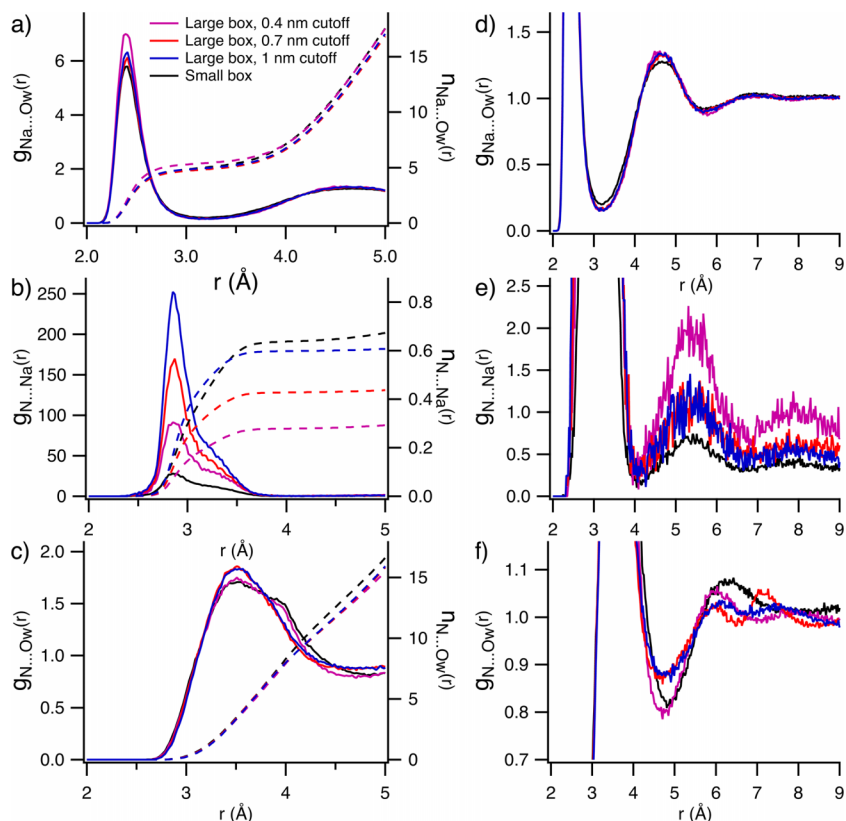 a)
Large box, 0.4 nm cutoff
Large box, 0.7 nm cutoff
Large box, 1 nm cutoff
Small box
gNa...Ow(r)
6
4
2
0
nNa...Ow(r)
15
10
5
0
2.0 3.0 4.0 5.0
r (Å)
d)
gNa...Ow(r)
1.5
1.0
0.5
0.0
2 3 4 5 6 7 8 9
r (Å)
b)
gN...Na(r)
250
200
150
100
50
0
nN...Na(r)
0.8
0.6
0.4
0.2
0.0
2 3 4 5
r (Å)
e)
gN...Na(r)
2.5
2.0
1.5
1.0
0.5
0.0
2 3 4 5 6 7 8 9
r (Å)
c)
gN...Ow(r)
2.0
1.5
1.0
0.5
0.0
nN...Ow(r)
15
10
5
0
2 3 4 5
r (Å)
f)
gN...Ow(r)
1.1
1.0
0.9
0.8
0.7
2 3 4 5 6 7 8 9
r (Å)